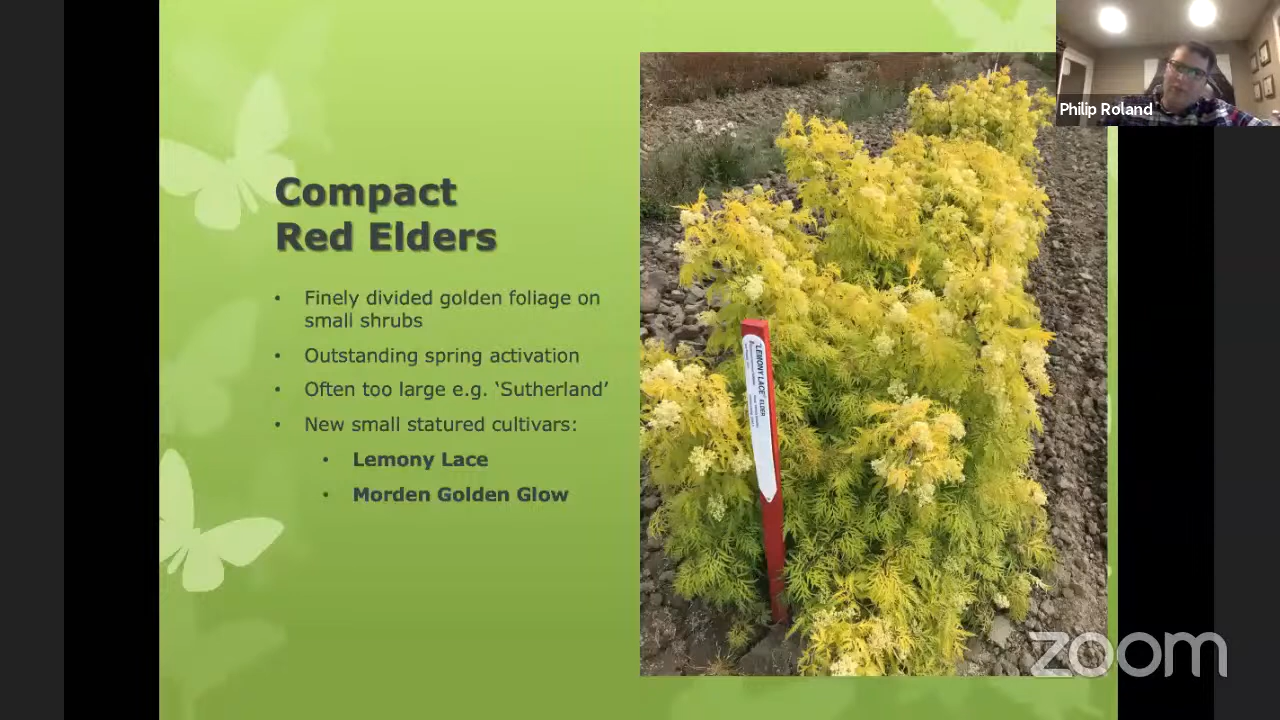 Compact
Red Elders
• Finely divided golden foliage on
small shrubs
• Outstanding spring activation
• Often too large e.g. ‘Sutherland’
• New small statured cultivars:
• Lemony Lace
• Morden Golden Glow
LEMONY LACE® ELDER
Philip Roland
zoom